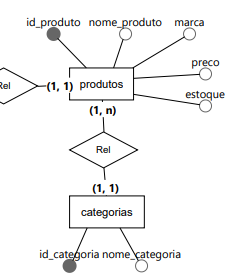 id_produto nome_produto marca
preco
Rel (1, 1) produtos
estoque
(1, n)
Rel
(1, 1)
categorias
id_categoria nome_categoria